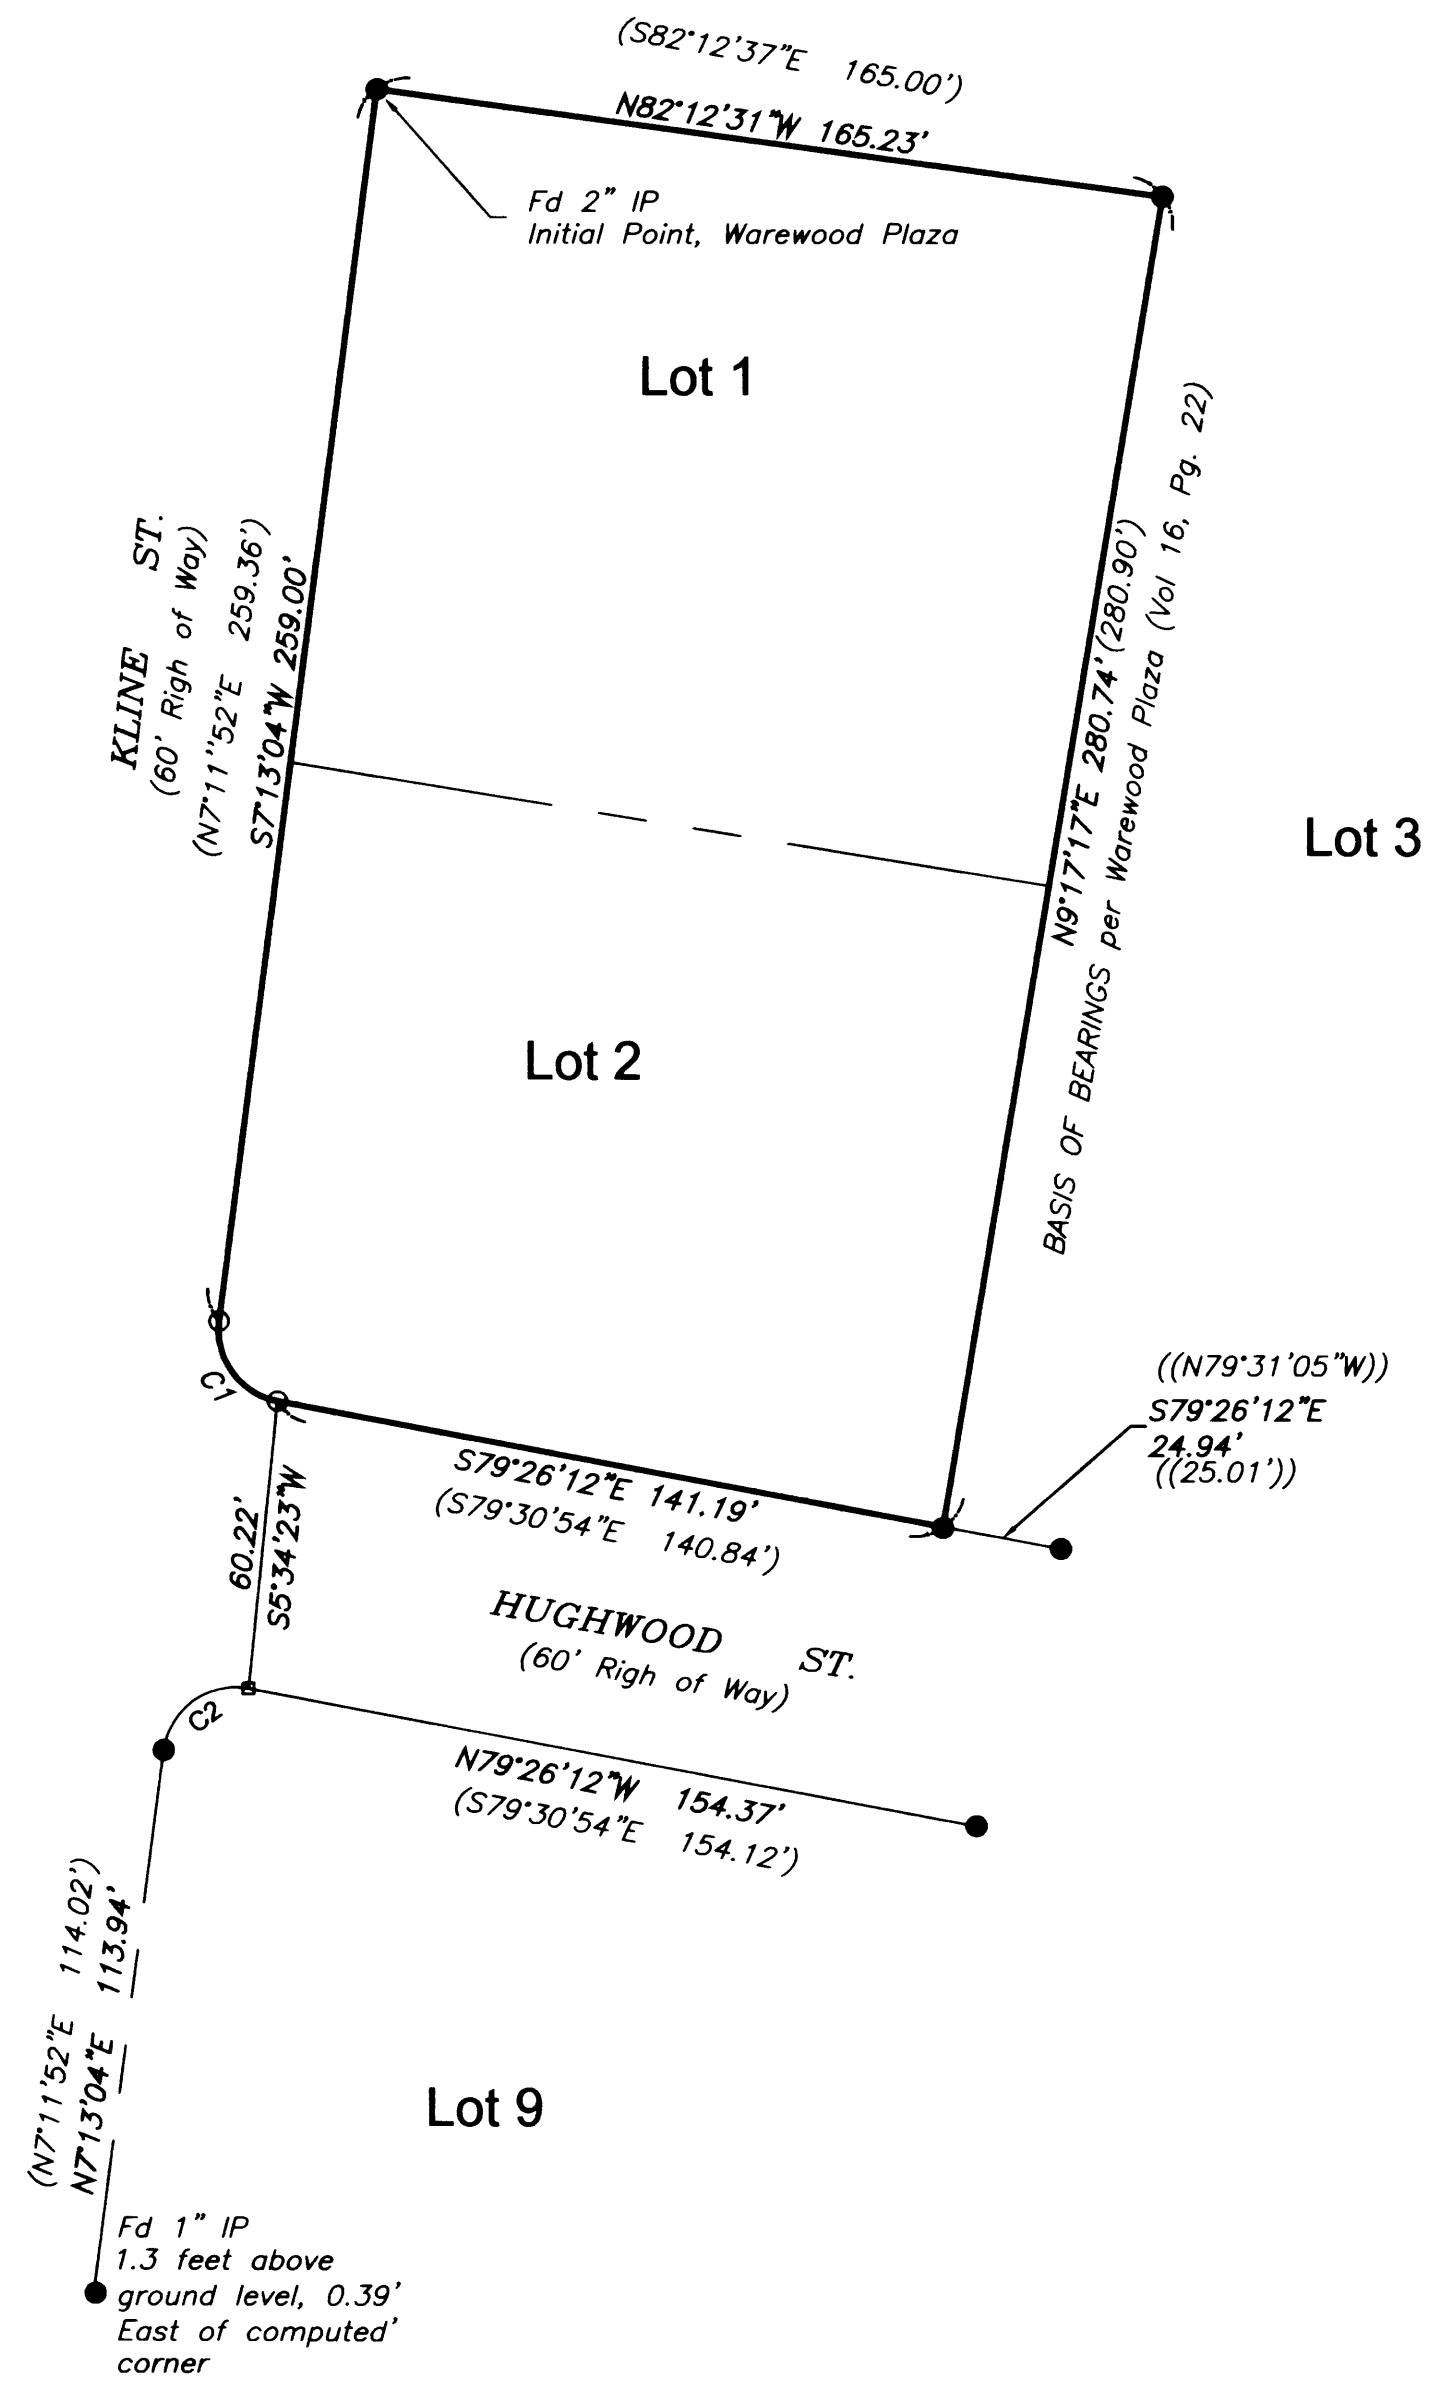 (S82°12'37"E 165.00')
N82°12'31"W 165.23'
Fd 2" IP
Initial Point, Warewood Plaza
Lot 1
KLINE ST.
(60' Righ of Way)
(N7°11''52"E 259.36')
S7°13'04"W 259.00'
N9°17'17"E 280.74' (280.90')
BASIS OF BEARINGS per Warewood Plaza (Vol 16, Pg. 22)
Lot 3
Lot 2
C1
((N79°31'05"W))
S79°26'12"E
24.94'
((25.01'))
S79°26'12"E 141.19'
(S79°30'54"E 140.84')
60.22'
S5°34'23"W
HUGHWOOD ST.
(60' Righ of Way)
C2
N79°26'12"W 154.37'
(S79°30'54"E 154.12')
(N7°11'52"E 114.02')
N7°13'04"E 113.94'
Lot 9
Fd 1" IP
1.3 feet above
ground level, 0.39'
East of computed'
corner